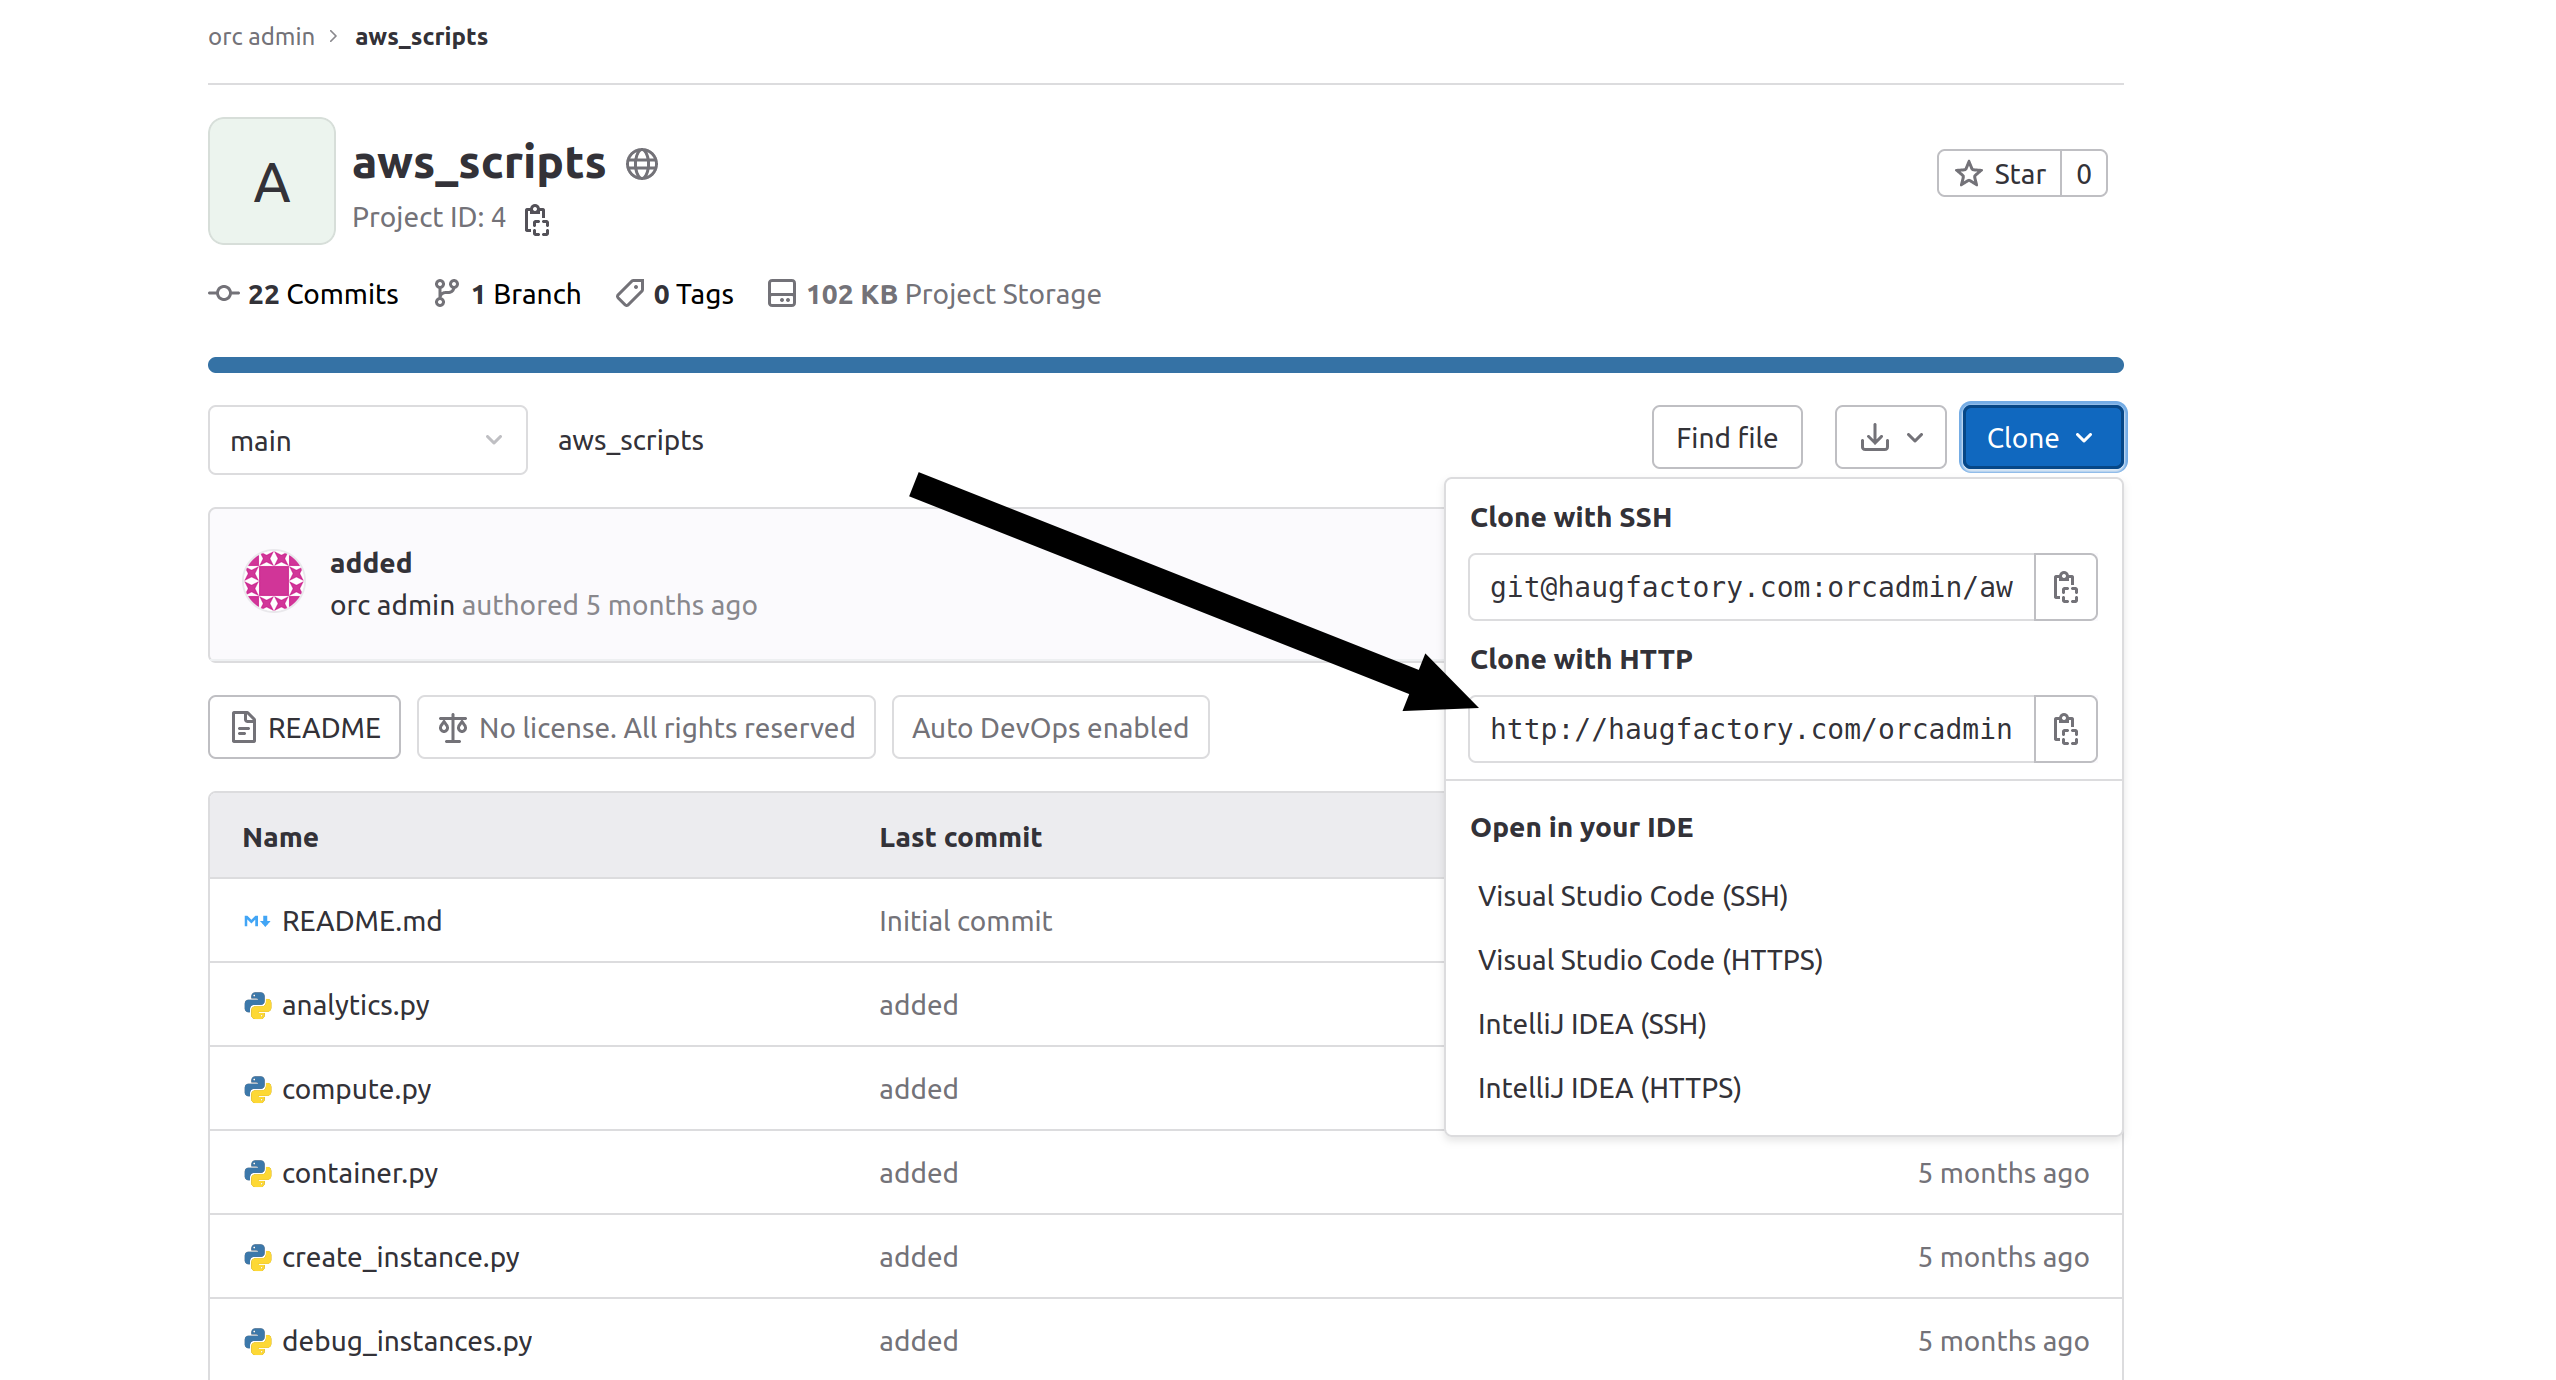 orc admin > aws_scripts
A
aws_scripts
Star 0
Project ID: 4
22 Commits 1 Branch 0 Tags 102 KB Project Storage
main aws_scripts Find file Clone
Clone with SSH
git@haugfactory.com:orcadmin/aw
Clone with HTTP
http://haugfactory.com/orcadmin
Open in your IDE
Visual Studio Code (SSH)
Visual Studio Code (HTTPS)
IntelliJ IDEA (SSH)
IntelliJ IDEA (HTTPS)
added
orc admin authored 5 months ago
README No license. All rights reserved Auto DevOps enabled
Name Last commit
README.md Initial commit
analytics.py added
compute.py added
container.py added 5 months ago
create_instance.py added 5 months ago
debug_instances.py added 5 months ago